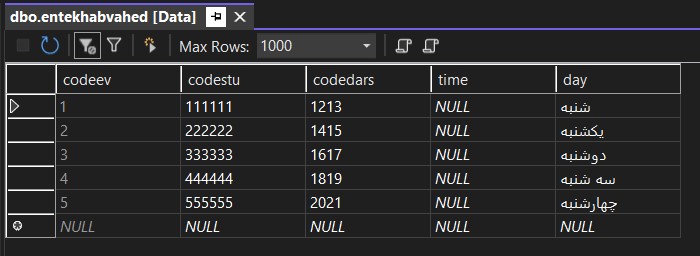 dbo.entekhabvahed [Data]
Max Rows: 1000
codeev codestu codedars time day
1 111111 1213 NULL شنبه
2 222222 1415 NULL یکشنبه
3 333333 1617 NULL دوشنبه
4 444444 1819 NULL سه شنبه
5 555555 2021 NULL چهارشنبه
NULL NULL NULL NULL NULL